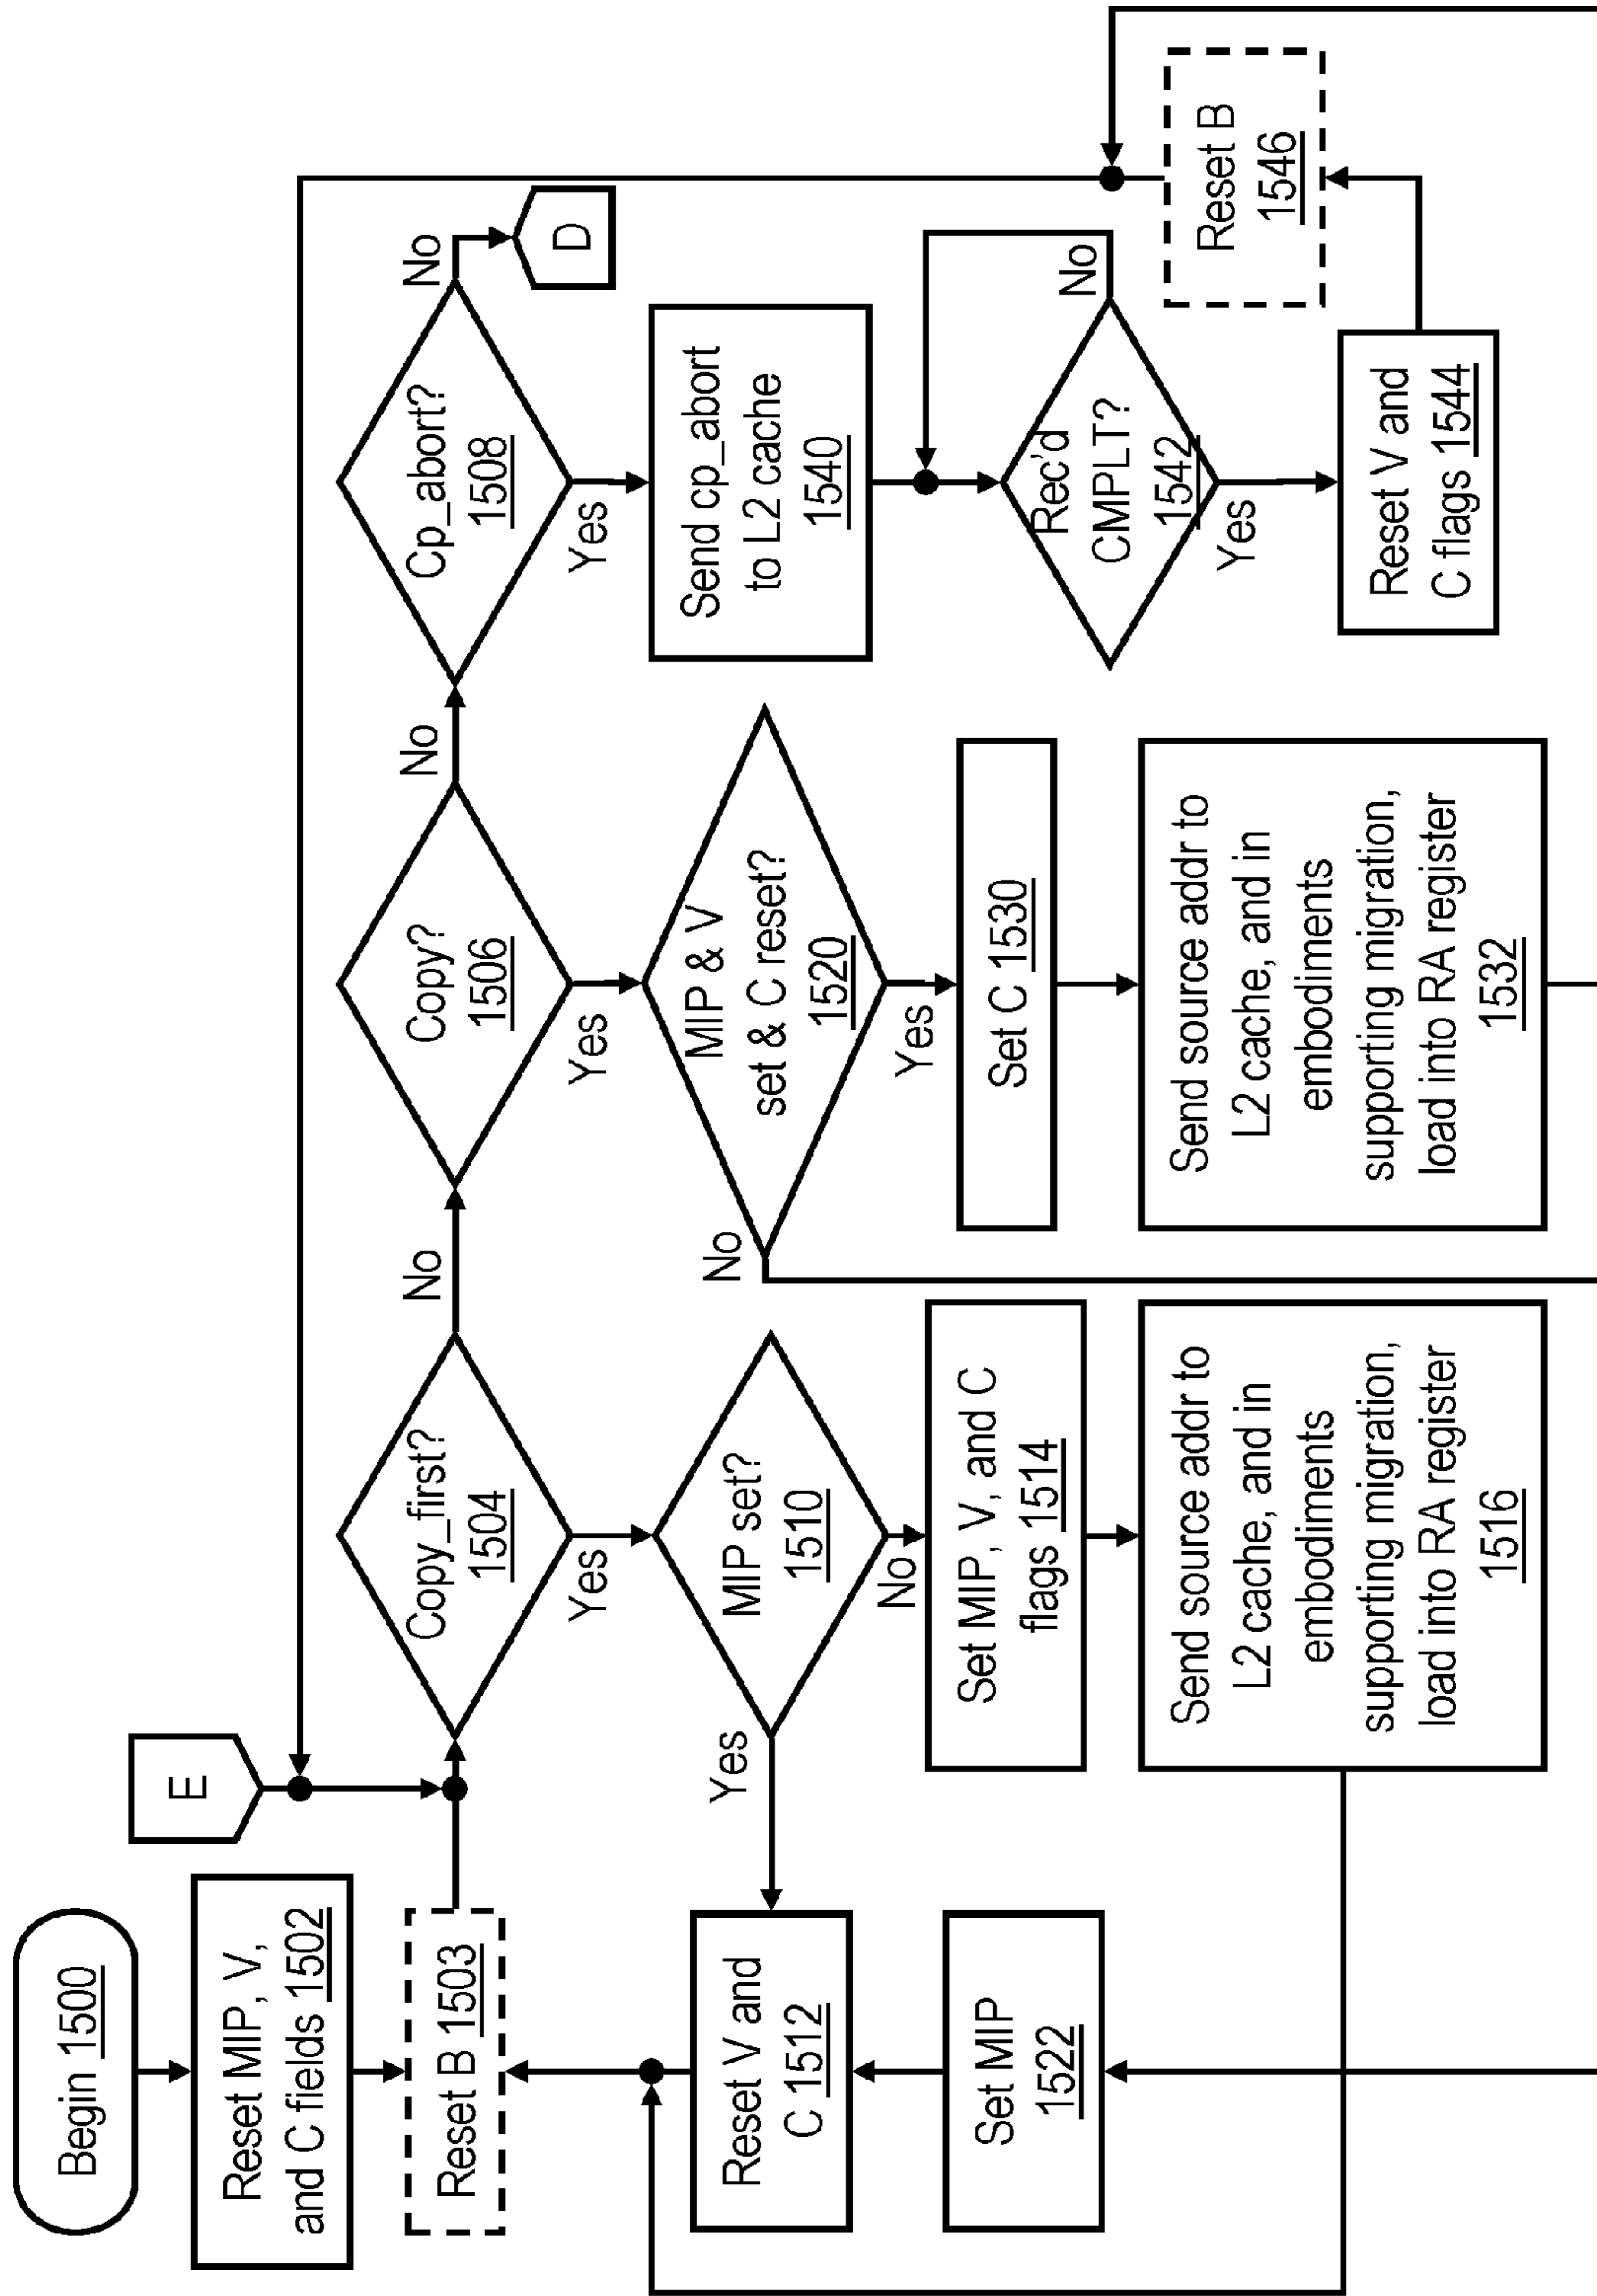 Begin 1500
Reset MIP, V,
and C fields 1502
Reset B 1503
E
Copy_first?
1504
Yes
No
Copy?
1506
Yes
No
Cp_abort?
1508
Yes
No
D
MIP set?
1510
Yes
No
Reset V and
C 1512
Set MIP
1522
Set MIP, V, and C
flags 1514
Send source addr to
L2 cache, and in
embodiments
supporting migration,
load into RA register
1516
MIP & V
set & C reset?
1520
No
Yes
Set C 1530
Send source addr to
L2 cache, and in
embodiments
supporting migration,
load into RA register
1532
Send cp_abort
to L2 cache
1540
Rec'd
CMPLT?
1542
No
Yes
Reset V and
C flags 1544
Reset B
1546